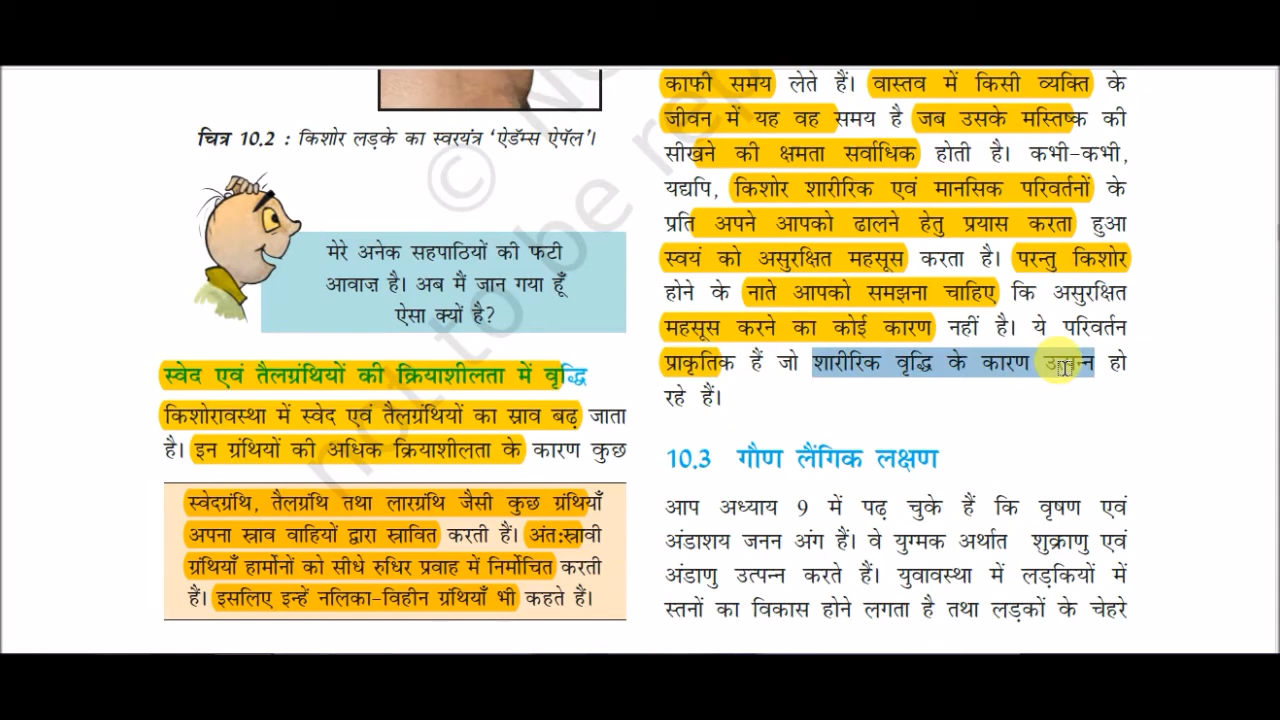 चित्र 10.2 : किशोर लड़के का स्वरयंत्र ‘ऐडॅम्स ऐपॅल’।
मेरे अनेक सहपाठियों की फटी
आवाज़ है। अब मैं जान गया हूँ
ऐसा क्यों है?
स्वेद एवं तैलग्रंथियों की क्रियाशीलता में वृद्धि
किशोरावस्था में स्वेद एवं तैलग्रंथियों का स्राव बढ़ जाता
है। इन ग्रंथियों की अधिक क्रियाशीलता के कारण कुछ
स्वेदग्रंथि, तैलग्रंथि तथा लारग्रंथि जैसी कुछ ग्रंथियाँ
अपना स्राव वाहियों द्वारा स्रावित करती हैं। अंत:स्रावी
ग्रंथियाँ हार्मोनों को सीधे रुधिर प्रवाह में निर्मोचित करती
हैं। इसलिए इन्हें नलिका-विहीन ग्रंथियाँ भी कहते हैं।
काफी समय लेते हैं। वास्तव में किसी व्यक्ति के
जीवन में यह वह समय है जब उसके मस्तिष्क की
सीखने की क्षमता सर्वाधिक होती है। कभी-कभी,
यद्यपि, किशोर शारीरिक एवं मानसिक परिवर्तनों के
प्रति अपने आपको ढालने हेतु प्रयास करता हुआ
स्वयं को असुरक्षित महसूस करता है। परन्तु किशोर
होने के नाते आपको समझना चाहिए कि असुरक्षित
महसूस करने का कोई कारण नहीं है। ये परिवर्तन
प्राकृतिक हैं जो शारीरिक वृद्धि के कारण उत्पन्न हो
रहे हैं।
10.3 गौण लैंगिक लक्षण
आप अध्याय 9 में पढ़ चुके हैं कि वृषण एवं
अंडाशय जनन अंग हैं। वे युग्मक अर्थात शुक्राणु एवं
अंडाणु उत्पन्न करते हैं। युवावस्था में लड़कियों में
स्तनों का विकास होने लगता है तथा लड़कों के चेहरे
© N
not to be re